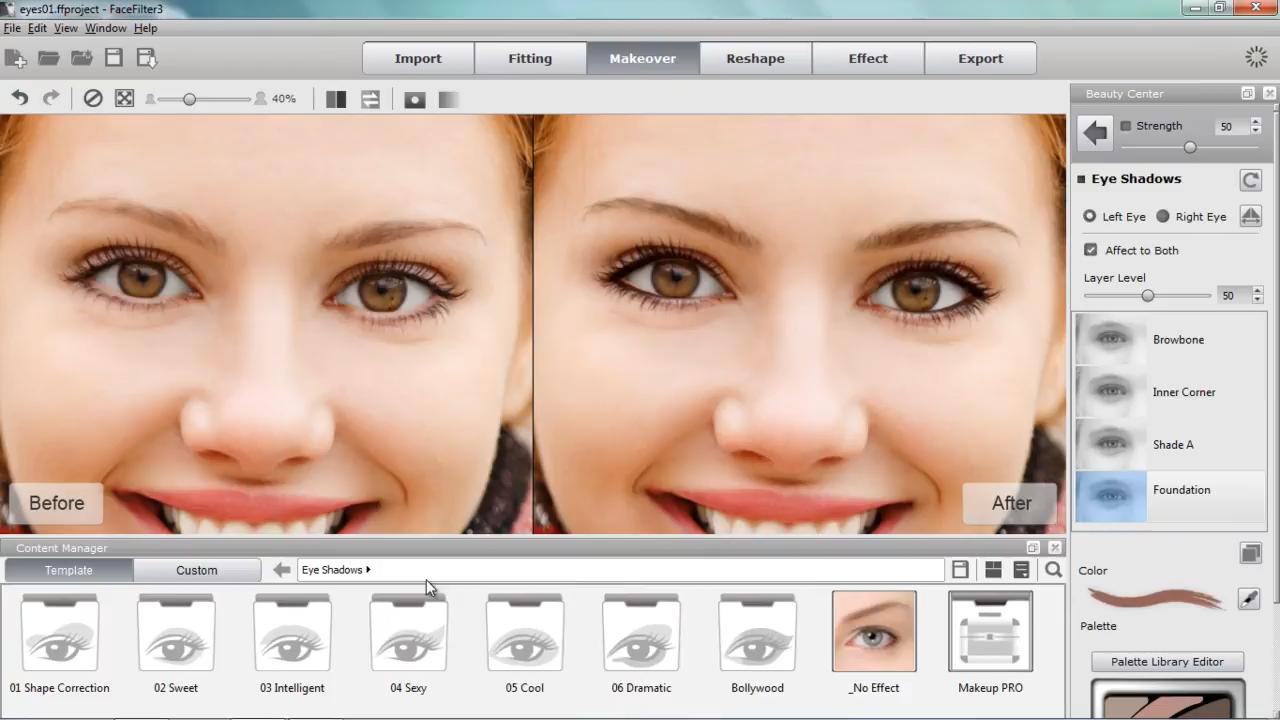 eyes01.ffproject - FaceFilter3
File Edit View Window Help
Import Fitting Makeover Reshape Effect Export
40%
Beauty Center
Strength 50
Eye Shadows
Left Eye Right Eye
Affect to Both
Layer Level
50
Browbone
Inner Corner
Shade A
Foundation
Before
After
Content Manager
Template Custom Eye Shadows
Color
Palette
Palette Library Editor
01 Shape Correction 02 Sweet 03 Intelligent 04 Sexy 05 Cool 06 Dramatic Bollywood _No Effect Makeup PRO